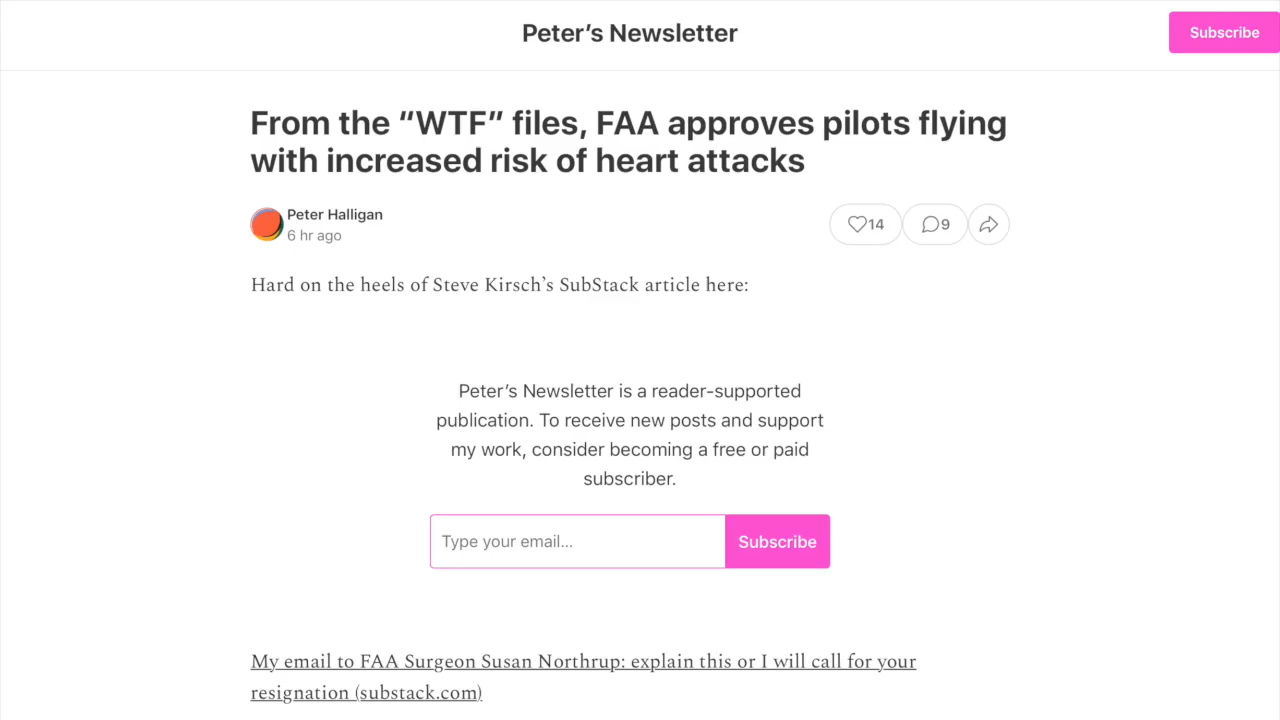 Peter’s Newsletter
Subscribe
From the “WTF” files, FAA approves pilots flying
with increased risk of heart attacks
Peter Halligan
6 hr ago
14
9
Hard on the heels of Steve Kirsch’s SubStack article here:
Peter’s Newsletter is a reader-supported
publication. To receive new posts and support
my work, consider becoming a free or paid
subscriber.
Type your email...
Subscribe
My email to FAA Surgeon Susan Northrup: explain this or I will call for your
resignation (substack.com)